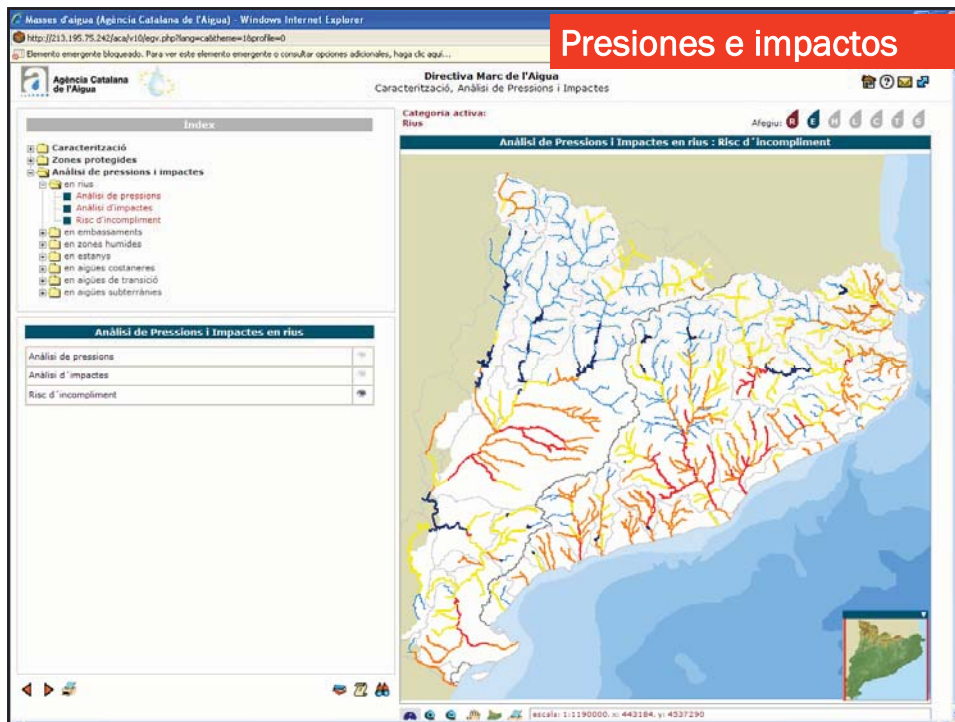 Masses d'aigua (Agència Catalana de l'Aigua) - Windows Internet Explorer
http://213.195.75.242/aca/v10/egv.php?lang=ca&theme=1&profile=0
Elemento emergente bloqueado. Para ver este elemento emergente o consultar opciones adicionales, haga clic aquí...
Presiones e impactos
Agència Catalana
de l'Aigua
Directiva Marc de l'Aigua
Caracterització, Anàlisi de Pressions i Impactes
Index
Caracterització
Zones protegides
Anàlisi de pressions i impactes
en rius
Anàlisi de pressions
Anàlisi d'impactes
Risc d'incompliment
en embassaments
en zones humides
en estanys
en aigües costaneres
en aigües de transició
en aigües subterrànies
Anàlisi de Pressions i Impactes en rius
Anàlisi de pressions
Anàlisi d´impactes
Risc d´incompliment
Categoria activa:
Rius
Afegiu: R E H L C T S
Anàlisi de Pressions i Impactes en rius : Risc d´incompliment
escala: 1:1190000, x: 443184, y: 4537290